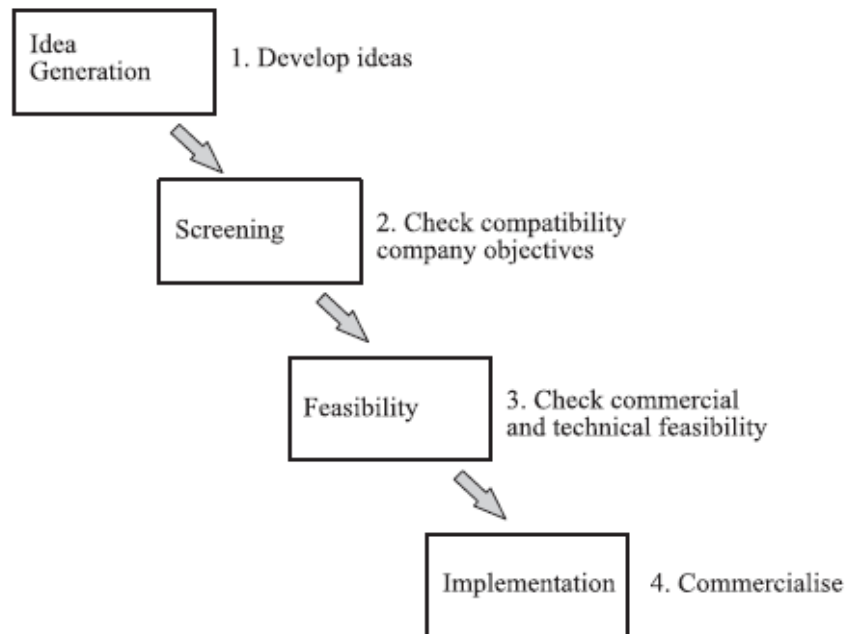 Idea
Generation
1. Develop ideas
Screening
2. Check compatibility
company objectives
Feasibility
3. Check commercial
and technical feasibility
Implementation
4. Commercialise